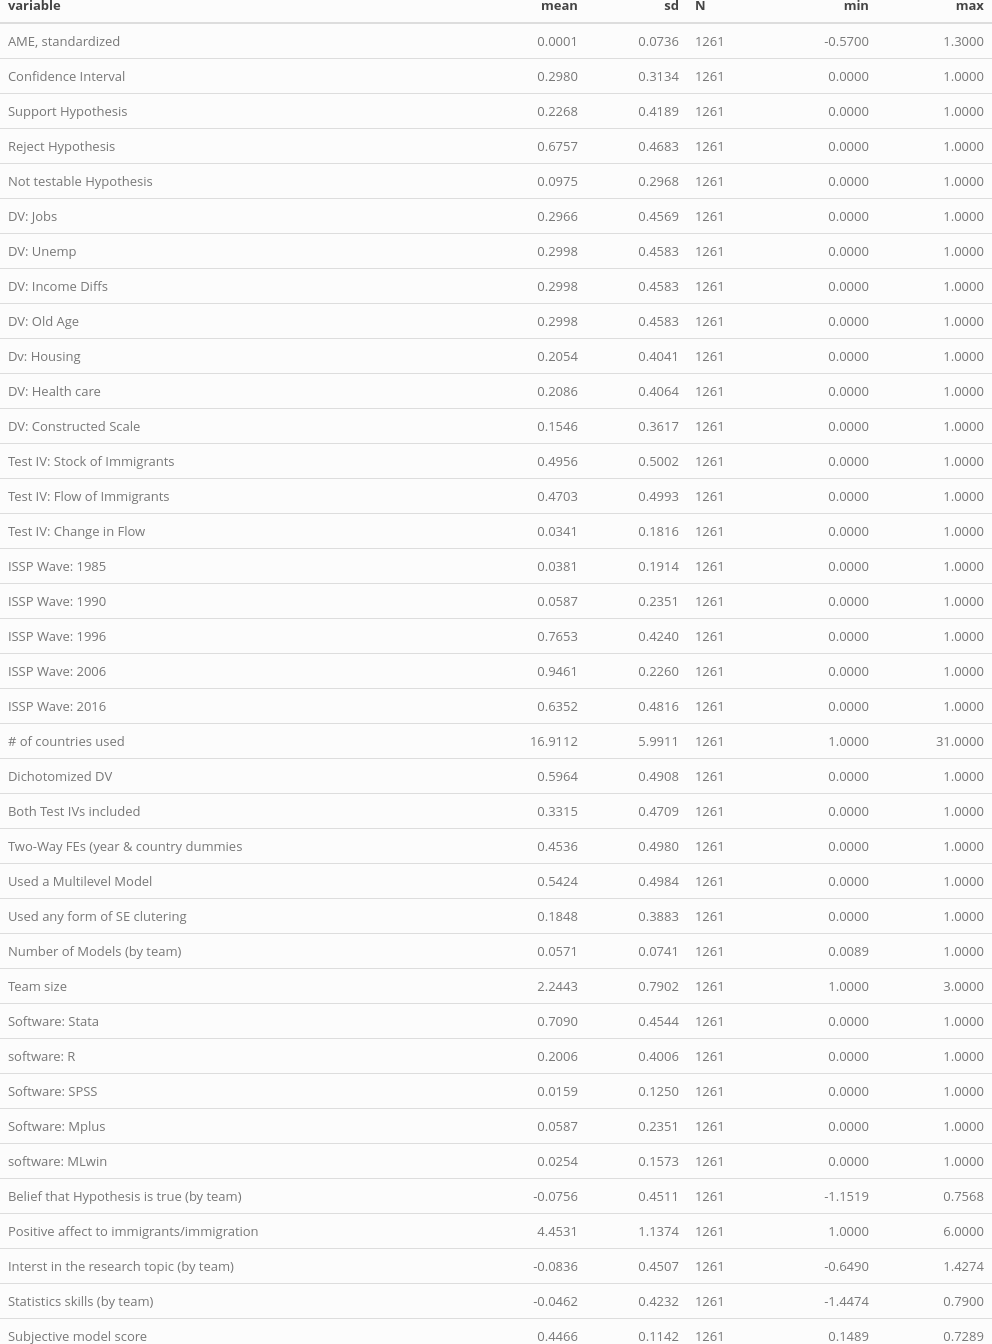 variable mean sd N min max
AME, standardized 0.0001 0.0736 1261 -0.5700 1.3000
Confidence Interval 0.2980 0.3134 1261 0.0000 1.0000
Support Hypothesis 0.2268 0.4189 1261 0.0000 1.0000
Reject Hypothesis 0.6757 0.4683 1261 0.0000 1.0000
Not testable Hypothesis 0.0975 0.2968 1261 0.0000 1.0000
DV: Jobs 0.2966 0.4569 1261 0.0000 1.0000
DV: Unemp 0.2998 0.4583 1261 0.0000 1.0000
DV: Income Diffs 0.2998 0.4583 1261 0.0000 1.0000
DV: Old Age 0.2998 0.4583 1261 0.0000 1.0000
Dv: Housing 0.2054 0.4041 1261 0.0000 1.0000
DV: Health care 0.2086 0.4064 1261 0.0000 1.0000
DV: Constructed Scale 0.1546 0.3617 1261 0.0000 1.0000
Test IV: Stock of Immigrants 0.4956 0.5002 1261 0.0000 1.0000
Test IV: Flow of Immigrants 0.4703 0.4993 1261 0.0000 1.0000
Test IV: Change in Flow 0.0341 0.1816 1261 0.0000 1.0000
ISSP Wave: 1985 0.0381 0.1914 1261 0.0000 1.0000
ISSP Wave: 1990 0.0587 0.2351 1261 0.0000 1.0000
ISSP Wave: 1996 0.7653 0.4240 1261 0.0000 1.0000
ISSP Wave: 2006 0.9461 0.2260 1261 0.0000 1.0000
ISSP Wave: 2016 0.6352 0.4816 1261 0.0000 1.0000
# of countries used 16.9112 5.9911 1261 1.0000 31.0000
Dichotomized DV 0.5964 0.4908 1261 0.0000 1.0000
Both Test IVs included 0.3315 0.4709 1261 0.0000 1.0000
Two-Way FEs (year & country dummies 0.4536 0.4980 1261 0.0000 1.0000
Used a Multilevel Model 0.5424 0.4984 1261 0.0000 1.0000
Used any form of SE clutering 0.1848 0.3883 1261 0.0000 1.0000
Number of Models (by team) 0.0571 0.0741 1261 0.0089 1.0000
Team size 2.2443 0.7902 1261 1.0000 3.0000
Software: Stata 0.7090 0.4544 1261 0.0000 1.0000
software: R 0.2006 0.4006 1261 0.0000 1.0000
Software: SPSS 0.0159 0.1250 1261 0.0000 1.0000
Software: Mplus 0.0587 0.2351 1261 0.0000 1.0000
software: MLwin 0.0254 0.1573 1261 0.0000 1.0000
Belief that Hypothesis is true (by team) -0.0756 0.4511 1261 -1.1519 0.7568
Positive affect to immigrants/immigration 4.4531 1.1374 1261 1.0000 6.0000
Interst in the research topic (by team) -0.0836 0.4507 1261 -0.6490 1.4274
Statistics skills (by team) -0.0462 0.4232 1261 -1.4474 0.7900
Subjective model score 0.4466 0.1142 1261 0.1489 0.7289